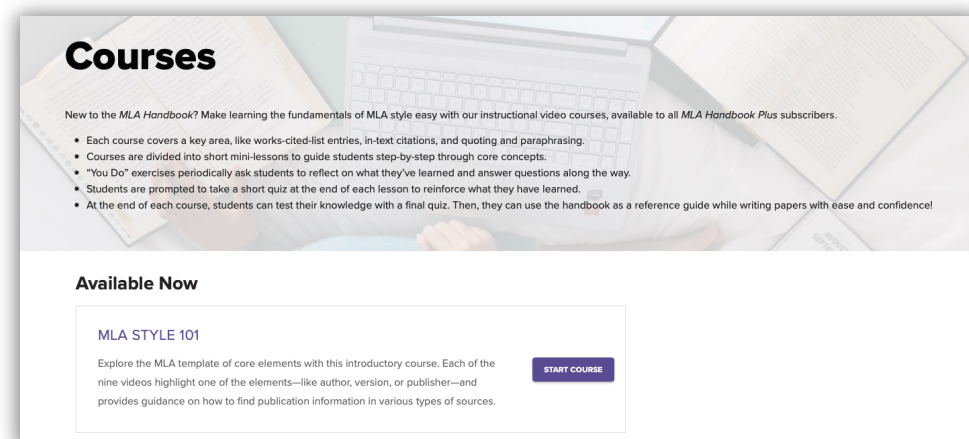 Courses
New to the MLA Handbook? Make learning the fundamentals of MLA style easy with our instructional video courses, available to all MLA Handbook Plus subscribers.
• Each course covers a key area, like works-cited-list entries, in-text citations, and quoting and paraphrasing.
• Courses are divided into short mini-lessons to guide students step-by-step through core concepts.
• “You Do” exercises periodically ask students to reflect on what they’ve learned and answer questions along the way.
• Students are prompted to take a short quiz at the end of each lesson to reinforce what they have learned.
• At the end of each course, students can test their knowledge with a final quiz. Then, they can use the handbook as a reference guide while writing papers with ease and confidence!
Available Now
MLA STYLE 101
Explore the MLA template of core elements with this introductory course. Each of the
nine videos highlight one of the elements—like author, version, or publisher—and
provides guidance on how to find publication information in various types of sources.
START COURSE